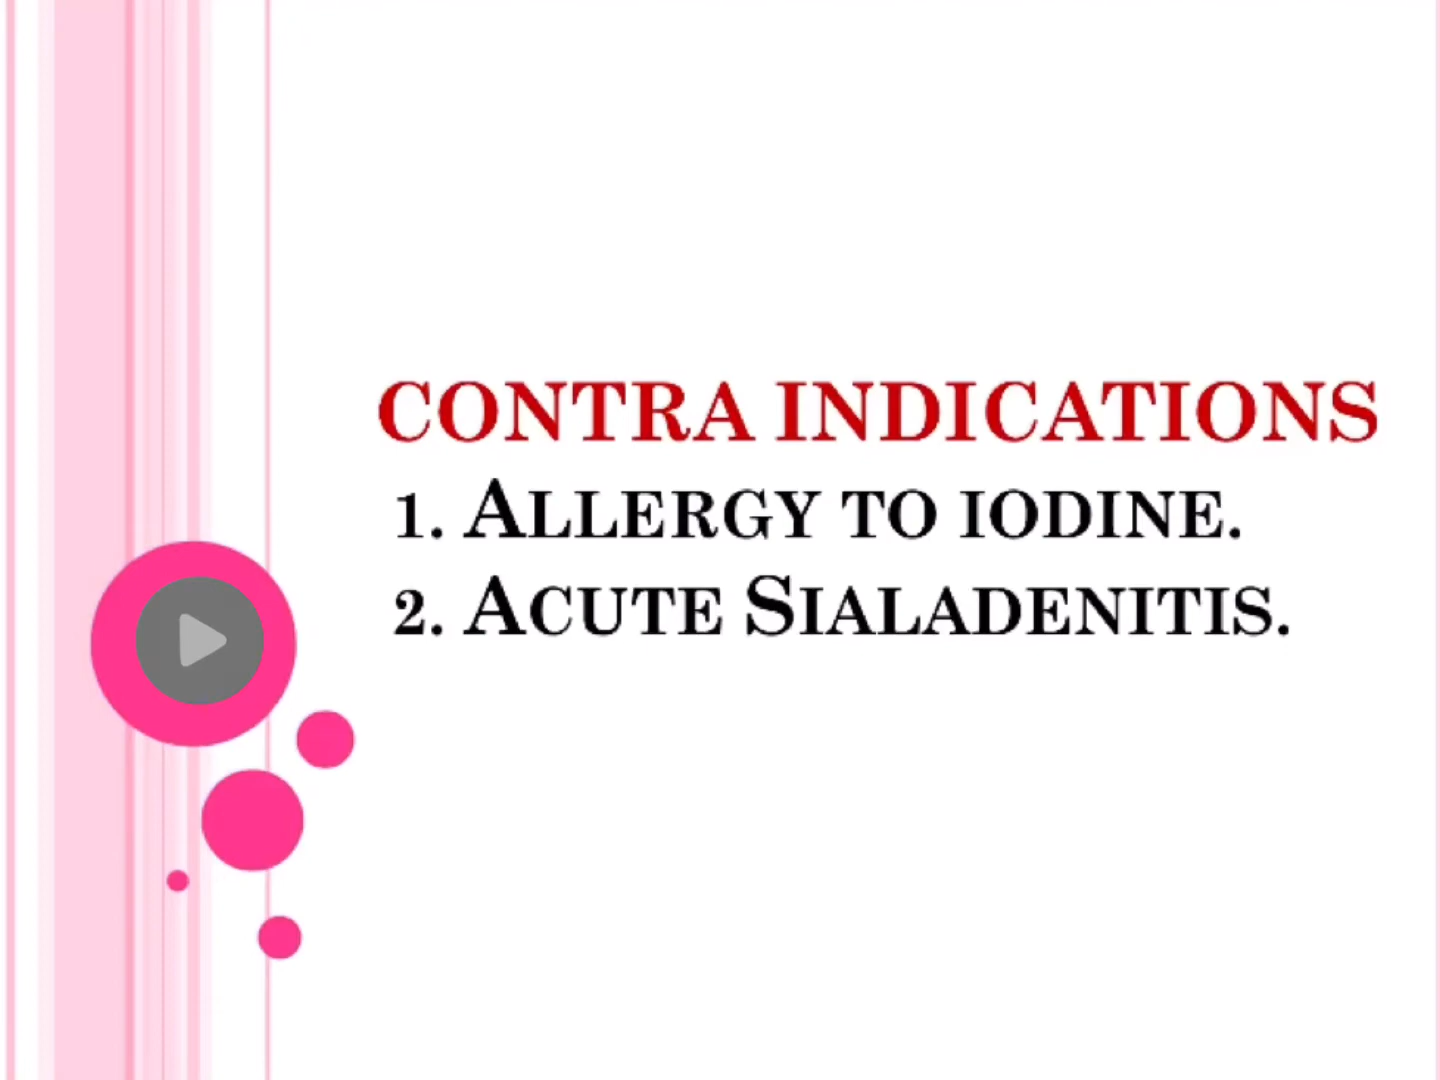 CONTRA INDICATIONS
1. ALLERGY TO IODINE.
2. ACUTE SIALADENITIS.